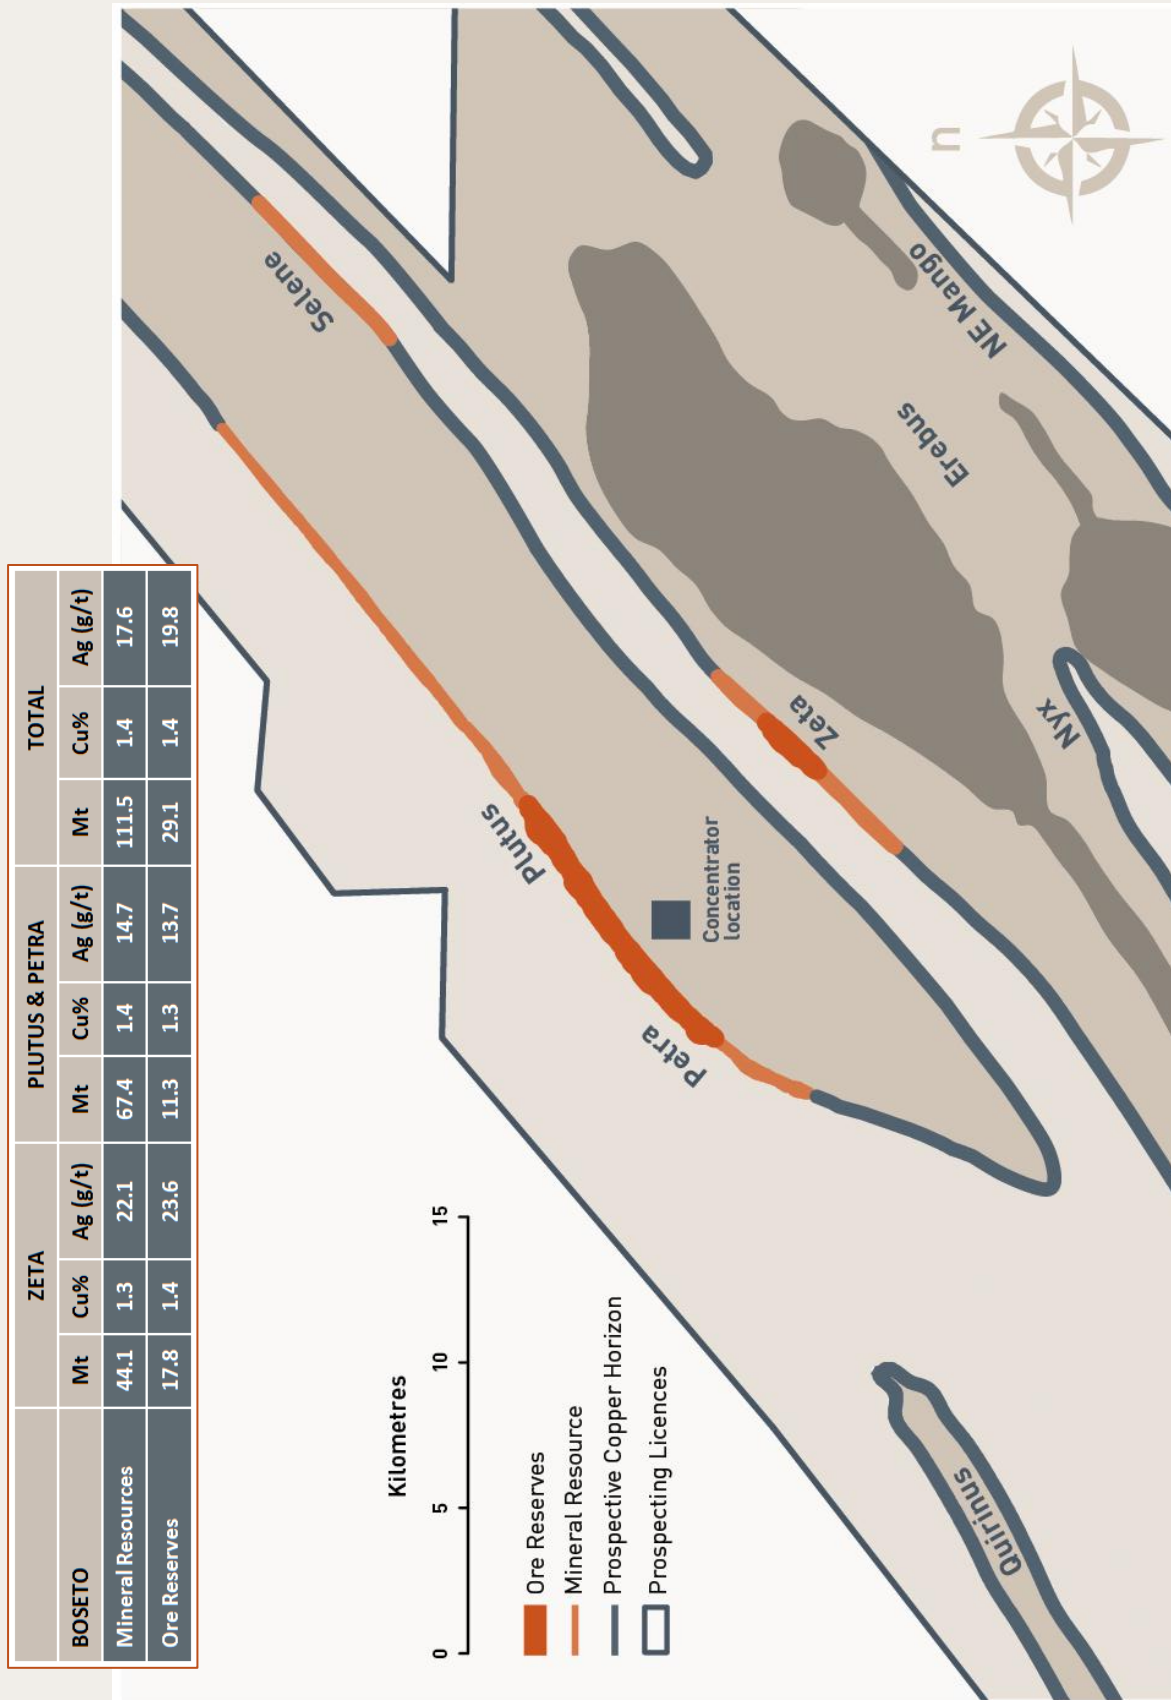 ZETA PLUTUS & PETRA TOTAL
BOSETO Mt Cu% Ag (g/t) Mt Cu% Ag (g/t) Mt Cu% Ag (g/t)
Mineral Resources 44.1 1.3 22.1 67.4 1.4 14.7 111.5 1.4 17.6
Ore Reserves 17.8 1.4 23.6 11.3 1.3 13.7 29.1 1.4 19.8
Kilometres
0 5 10 15
Ore Reserves
Mineral Resource
Prospective Copper Horizon
Prospecting Licences
Selene
Plutus
Petra
Concentrator
location
Zeta
Erebus
NE Mango
Nyx
Quirinus
n